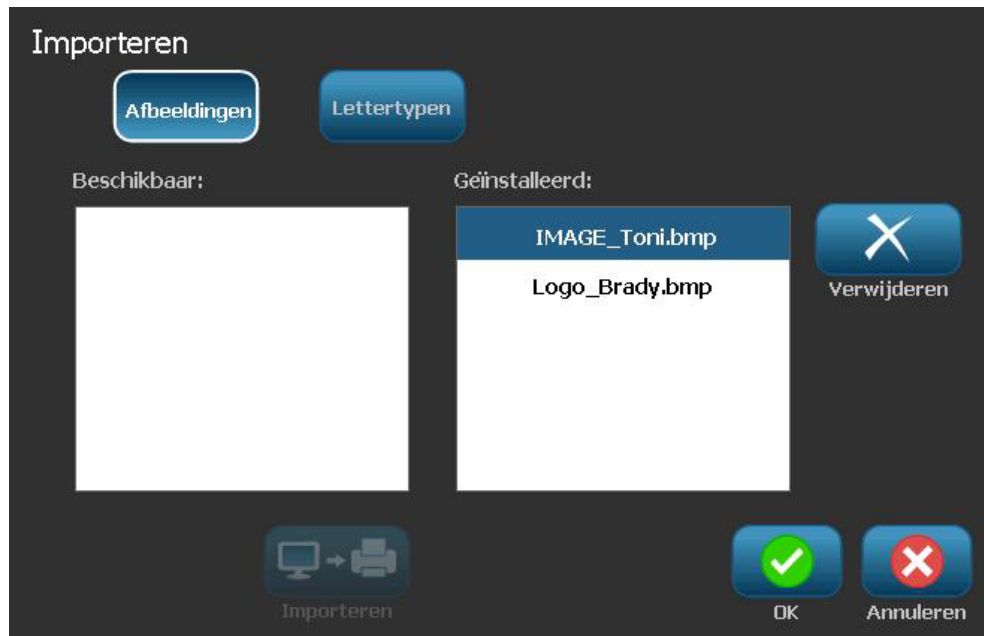 Importeren
Afbeeldingen
Lettertypen
Beschikbaar:
Geïnstalleerd:
IMAGE_Toni.bmp
Logo_Brady.bmp
Verwijderen
Importeren
OK
Annuleren